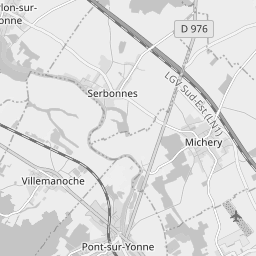 lon-sur-
onne
D 976
LGV Sud-Est (LN1)
Serbonnes
Michery
Villemanoche
Pont-sur-Yonne